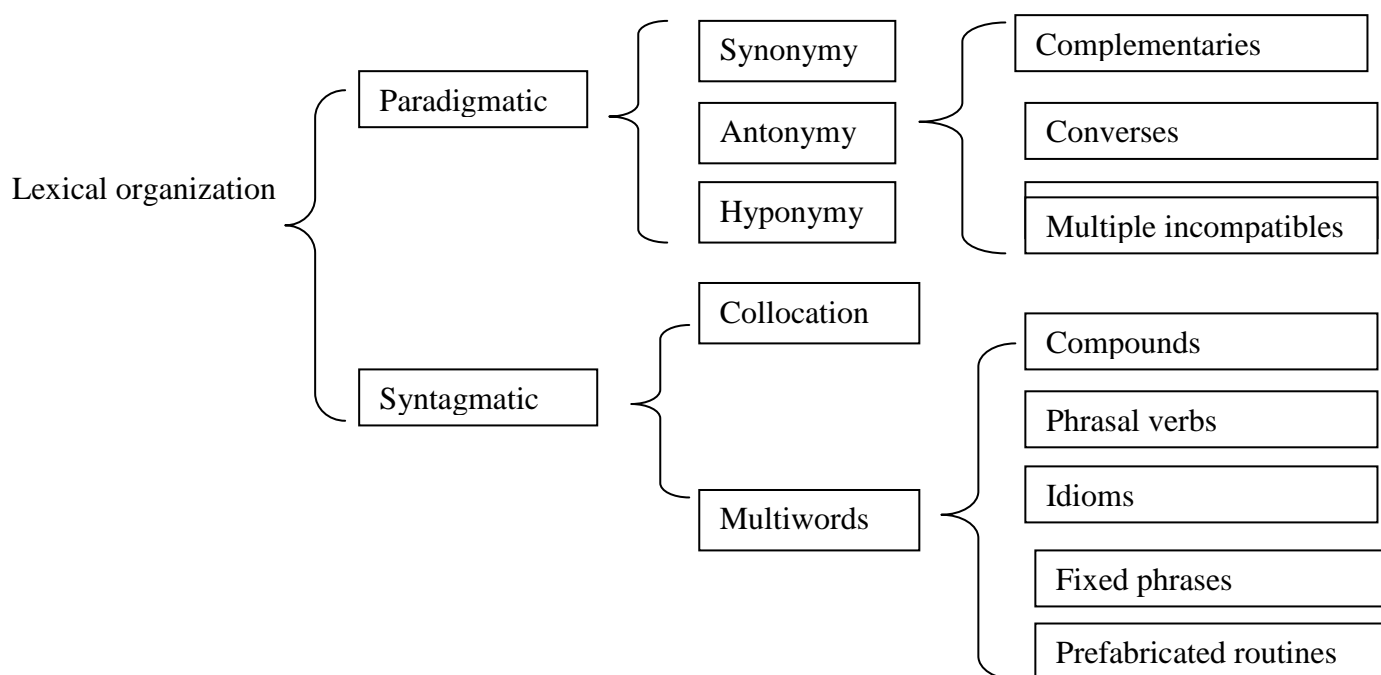 Lexical organization
Paradigmatic
Synonymy
Antonymy
Hyponymy
Complementaries
Converses
Multiple incompatibles
Syntagmatic
Collocation
Multiwords
Compounds
Phrasal verbs
Idioms
Fixed phrases
Prefabricated routines